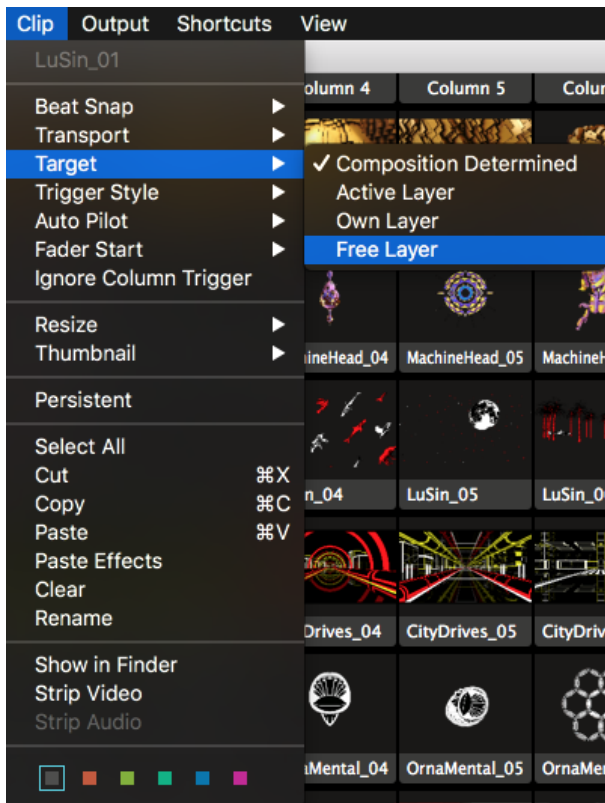 Clip Output Shortcuts View
LuSin_01
Column 4 Column 5
Beat Snap
Transport
Target
Trigger Style
Auto Pilot
Fader Start
Ignore Column Trigger
✓ Composition Determined
Active Layer
Own Layer
Free Layer
Resize
Thumbnail
MachineHead_05
Persistent
Select All
Cut ⌘X
Copy ⌘C
Paste ⌘V
Paste Effects
Clear
Rename
LuSin_05
CityDrives_05
Show in Finder
Strip Video
Strip Audio
OrnaMental_05